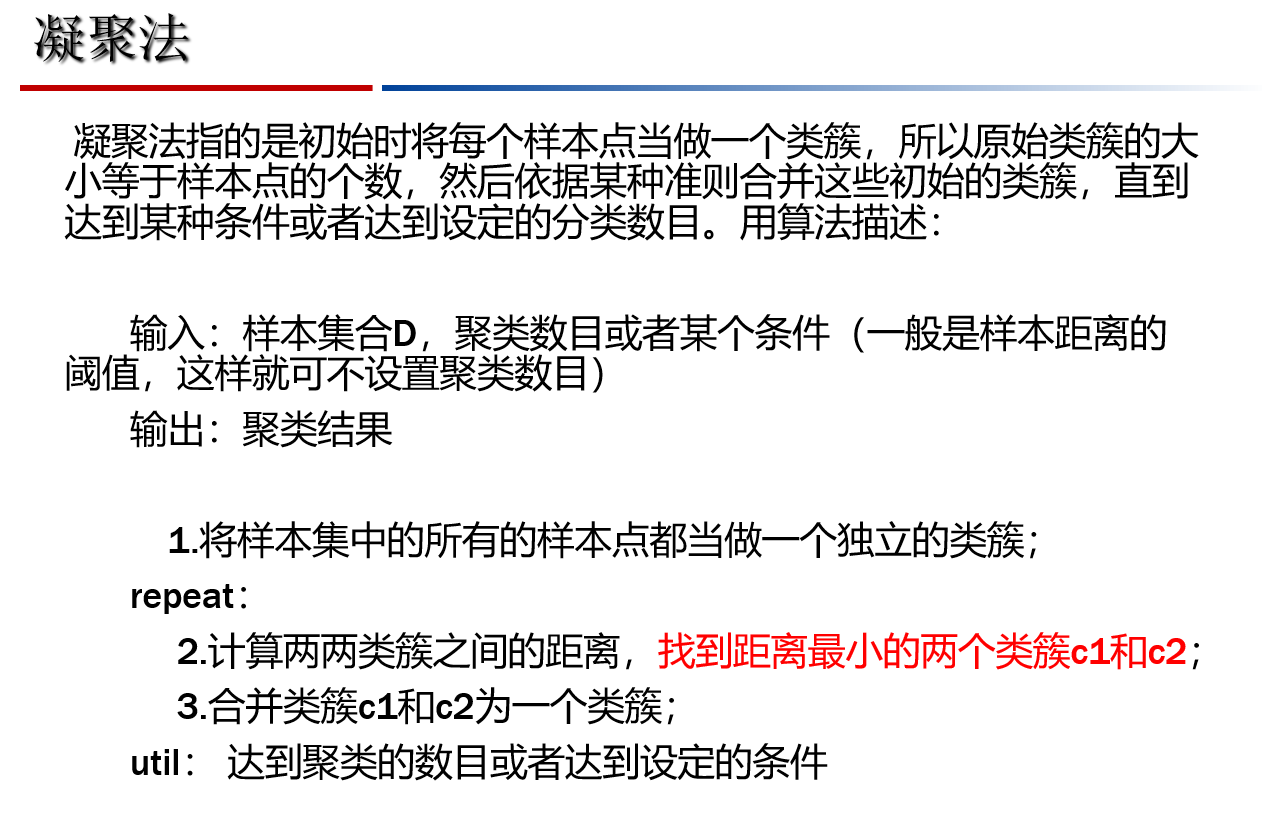 凝聚法
凝聚法指的是初始时将每个样本点当做一个类簇，所以原始类簇的大
小等于样本点的个数，然后依据某种准则合并这些初始的类簇，直到
达到某种条件或者达到设定的分类数目。用算法描述：
输入：样本集合D，聚类数目或者某个条件（一般是样本距离的
阈值，这样就可不设置聚类数目）
输出：聚类结果
1.将样本集中的所有的样本点都当做一个独立的类簇；
repeat：
2.计算两两类簇之间的距离，找到距离最小的两个类簇c1和c2；
3.合并类簇c1和c2为一个类簇；
util： 达到聚类的数目或者达到设定的条件